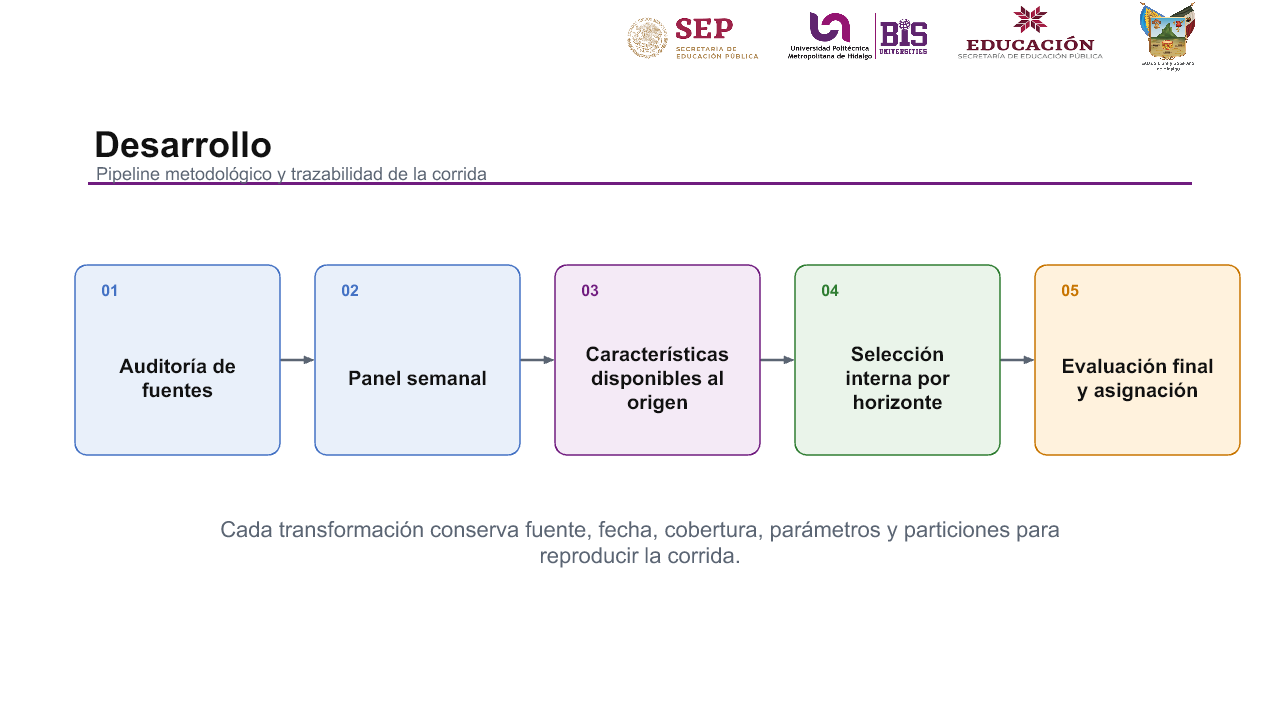 SEP
SECRETARÍA DE
EDUCACIÓN PÚBLICA
Universidad Politécnica
Metropolitana de Hidalgo
BIS
UNIVERSITIES
EDUCACIÓN
SECRETARÍA DE EDUCACIÓN PÚBLICA
Desarrollo
Pipeline metodológico y trazabilidad de la corrida
01
Auditoría de
fuentes
02
Panel semanal
03
Características
disponibles al
origen
04
Selección
interna por
horizonte
05
Evaluación final
y asignación
Cada transformación conserva fuente, fecha, cobertura, parámetros y particiones para
reproducir la corrida.